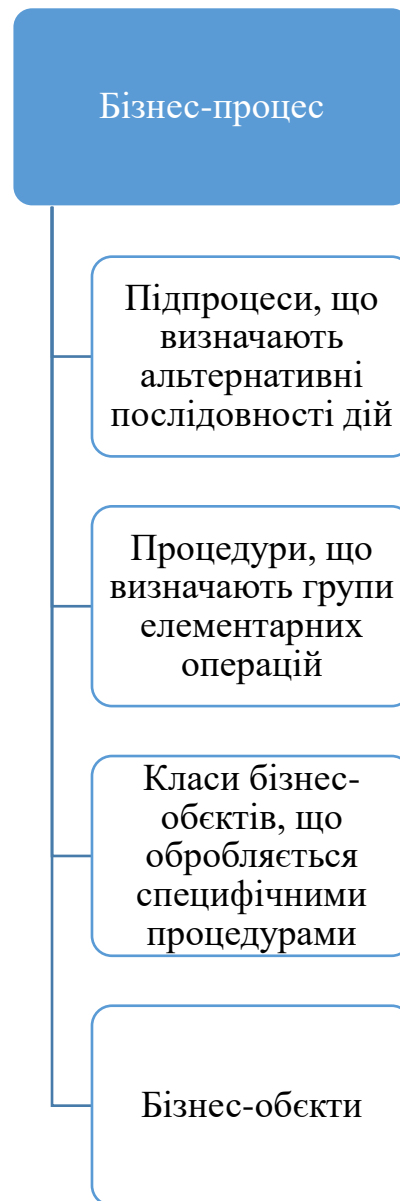 Бізнес-процес
Підпроцеси, що
визначають
альтернативні
послідовності дій
Процедури, що
визначають групи
елементарних
операцій
Класи бізнес-
обєктів, що
обробляється
специфічними
процедурами
Бізнес-обєкти